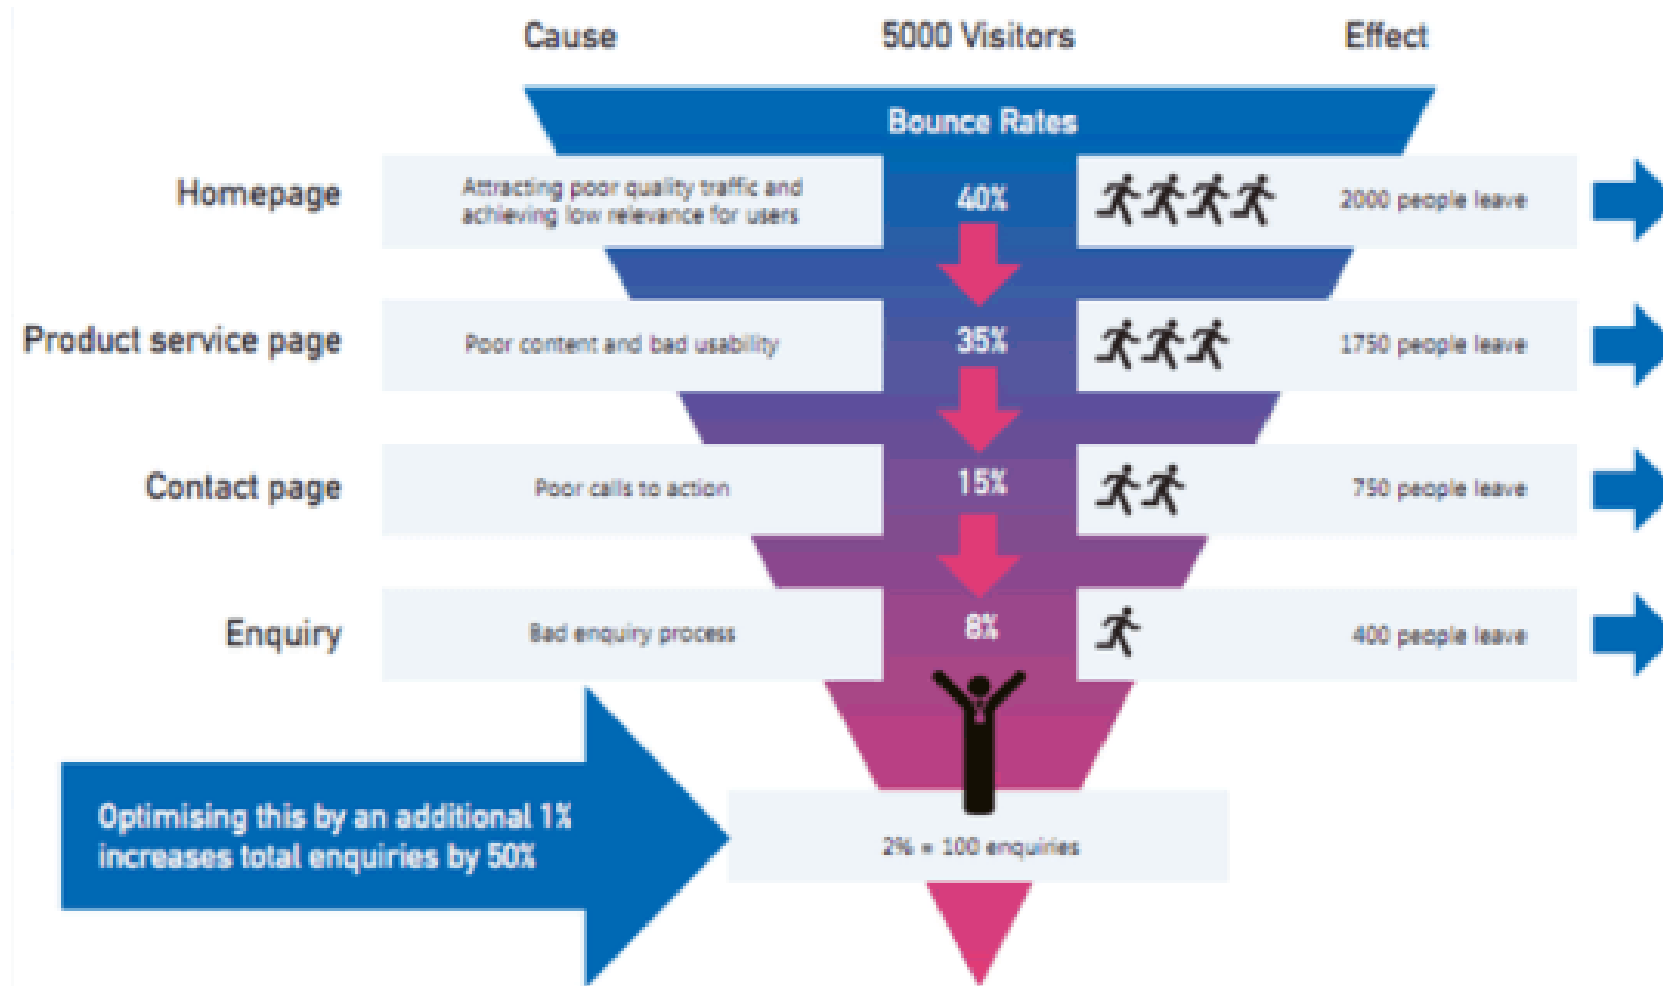 Cause 5000 Visitors Effect
Bounce Rates
Homepage
Attracting poor quality traffic and
achieving low relevance for users
40%
2000 people leave
Product service page
Poor content and bad usability
35%
1750 people leave
Contact page
Poor calls to action
15%
750 people leave
Enquiry
Bad enquiry process
8%
400 people leave
Optimising this by an additional 1%
increases total enquiries by 50%
2% = 100 enquiries